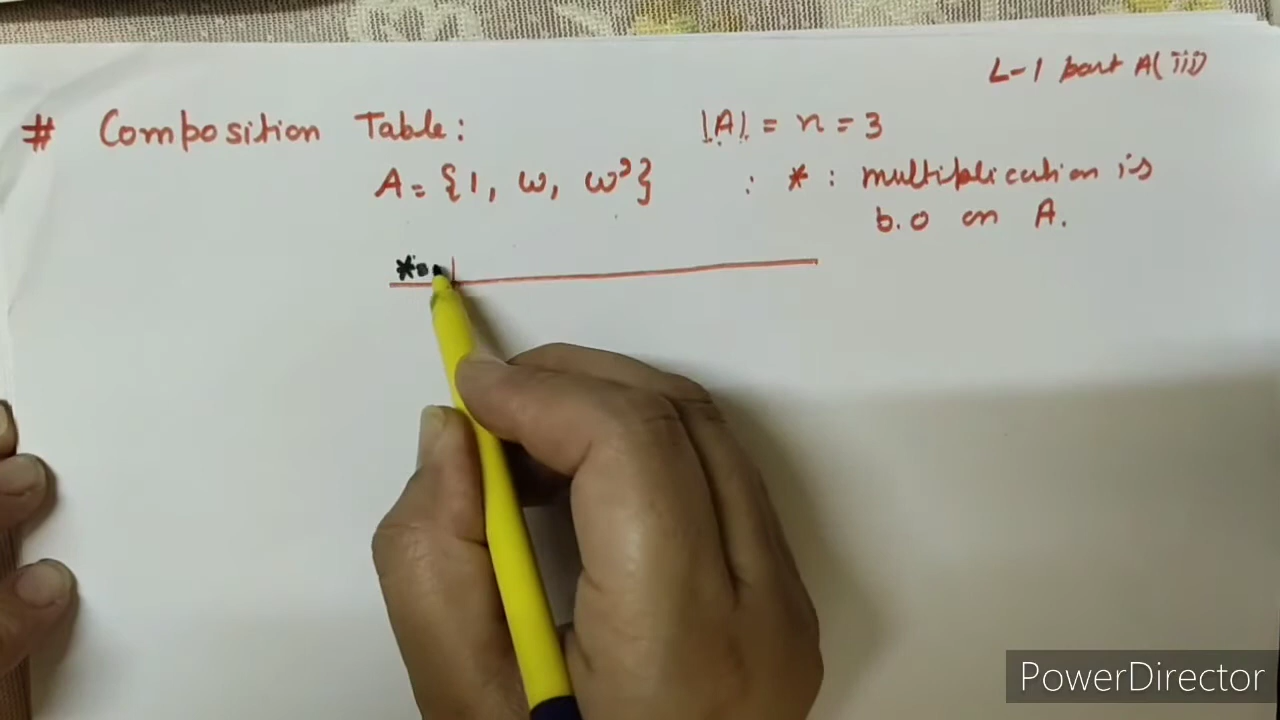 L-1 part A(iii)
# Composition Table: |A| = n = 3
A = {1, ω, ω²} : * : multiplication is
b.o on A.
*=
PowerDirector